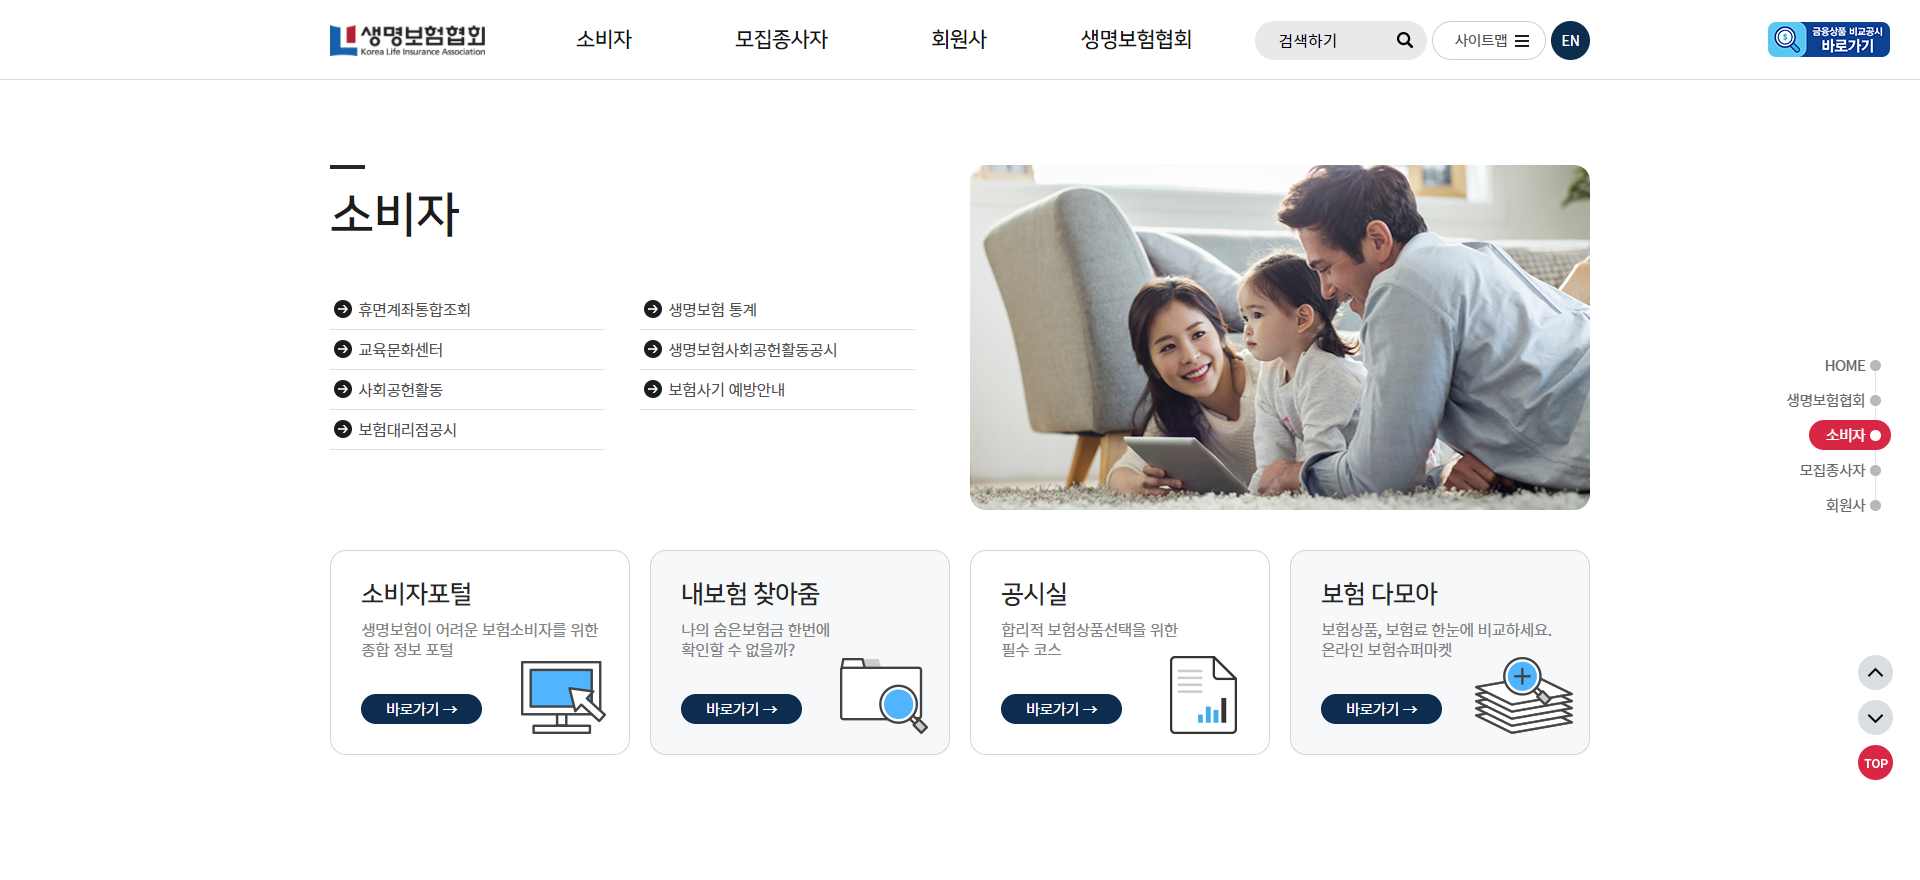 생명보험협회
Korea Life Insurance Association
소비자
모집종사자
회원사
생명보험협회
검색하기
사이트맵
EN
금융상품 비교공시
바로가기
소비자
휴면계좌통합조회
생명보험 통계
교육문화센터
생명보험사회공헌활동공시
사회공헌활동
보험사기 예방안내
보험대리점공시
HOME
생명보험협회
소비자
모집종사자
회원사
소비자포털
생명보험이 어려운 보험소비자를 위한
종합 정보 포털
바로가기 →
내보험 찾아줌
나의 숨은보험금 한번에
확인할 수 없을까?
바로가기 →
공시실
합리적 보험상품선택을 위한
필수 코스
바로가기 →
보험 다모아
보험상품, 보험료 한눈에 비교하세요.
온라인 보험슈퍼마켓
바로가기 →
TOP